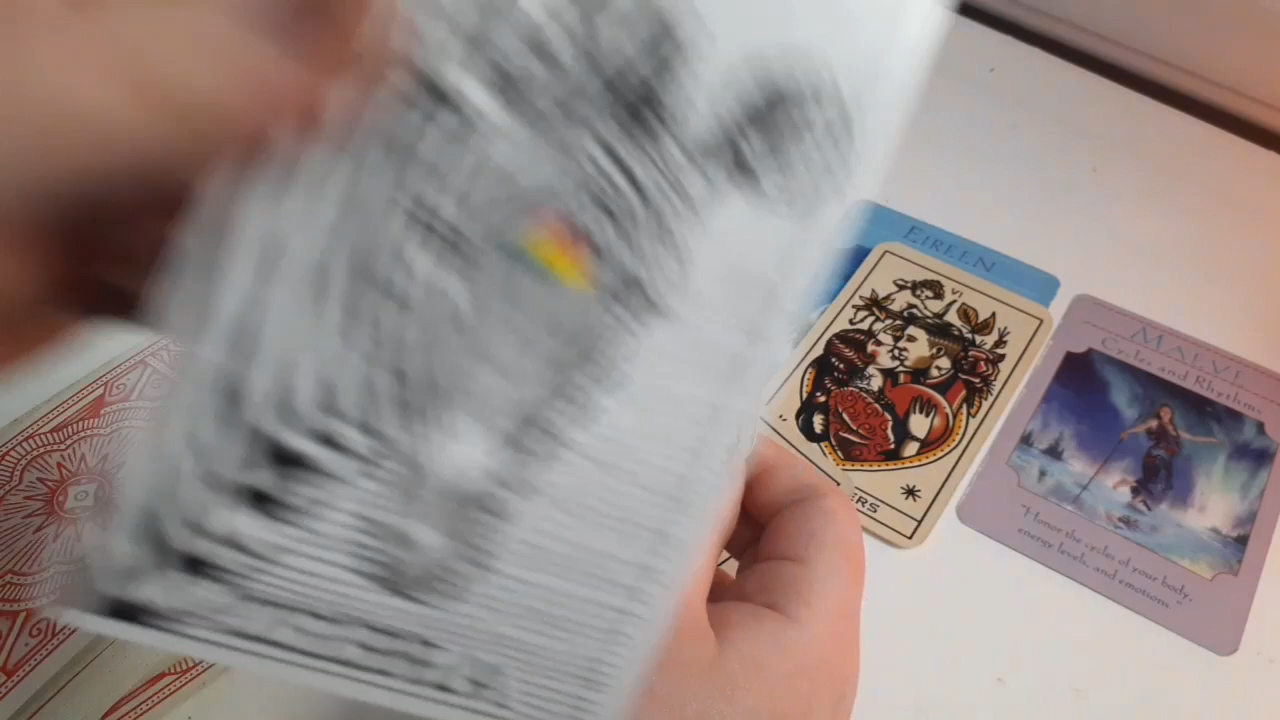 EIREEN
VI
ERS
MAEVE
Cycles and Rhythms
"Honor the cycles of your body,
energy levels, and emotions."